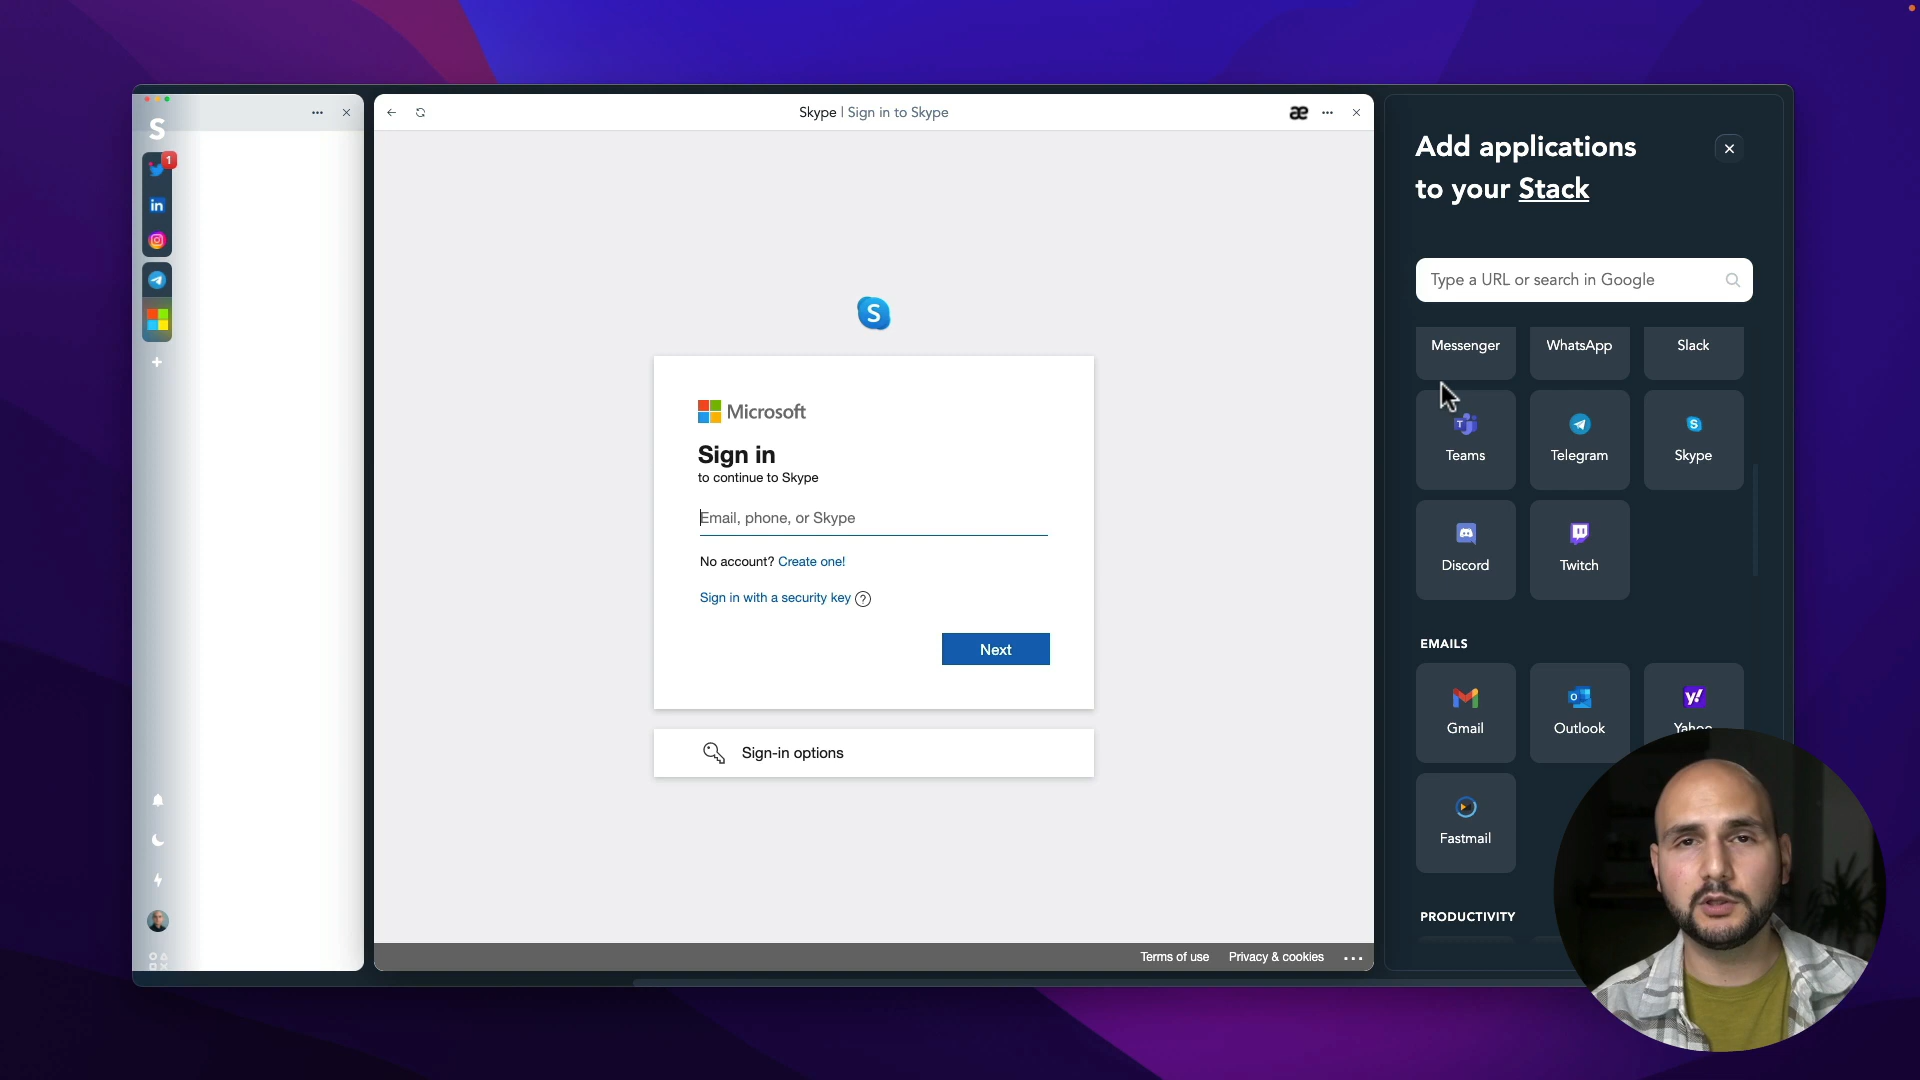 S
1
in
Skype | Sign in to Skype
æ
S
Microsoft
Sign in
to continue to Skype
Email, phone, or Skype
No account? Create one!
Sign in with a security key ?
Next
Sign-in options
Terms of use
Privacy & cookies
Add applications
to your Stack
Type a URL or search in Google
Messenger
WhatsApp
Slack
Teams
Telegram
Skype
Discord
Twitch
EMAILS
Gmail
Outlook
Yahoo
Fastmail
PRODUCTIVITY